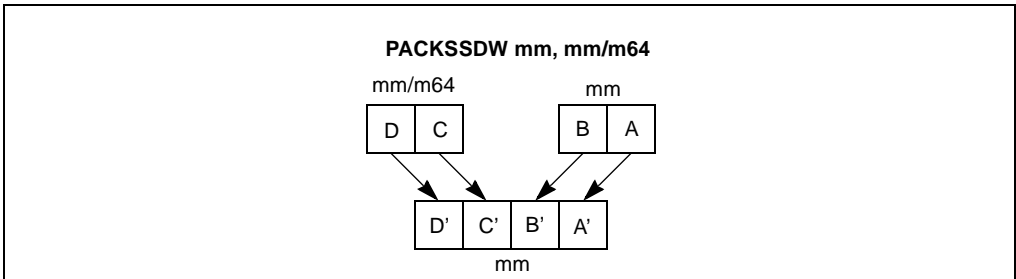 PACKSSDW mm, mm/m64
mm/m64 mm
D C B A
D’ C’ B’ A’
mm